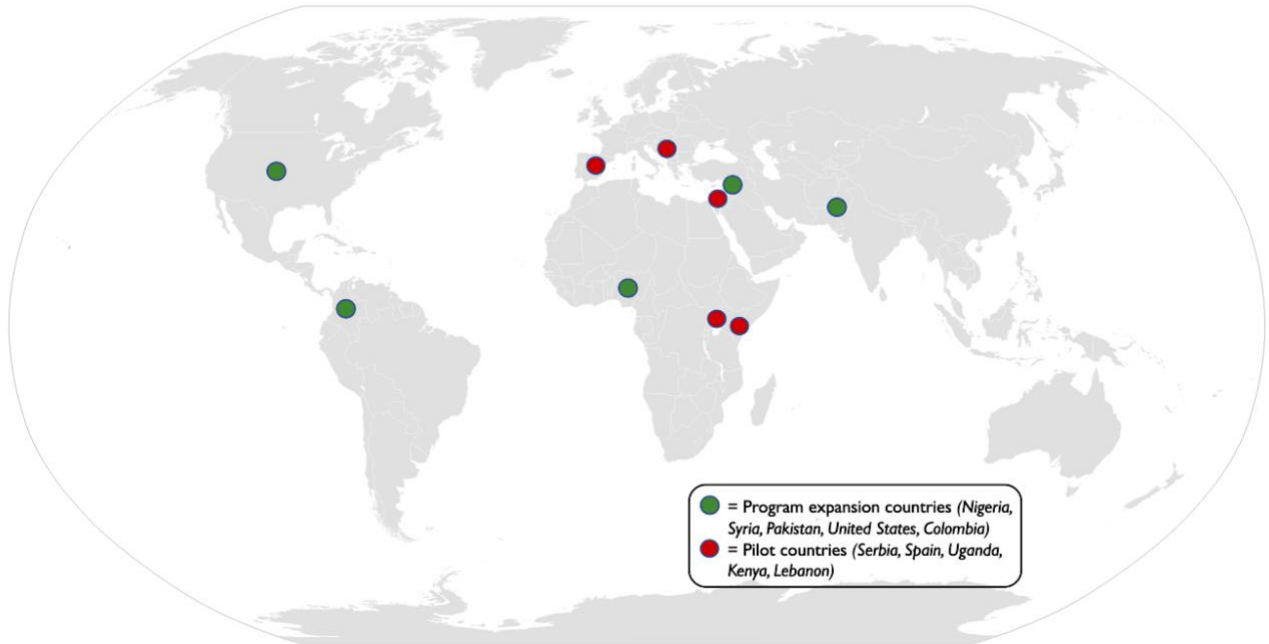 = Program expansion countries (Nigeria,
Syria, Pakistan, United States, Colombia)
= Pilot countries (Serbia, Spain, Uganda,
Kenya, Lebanon)